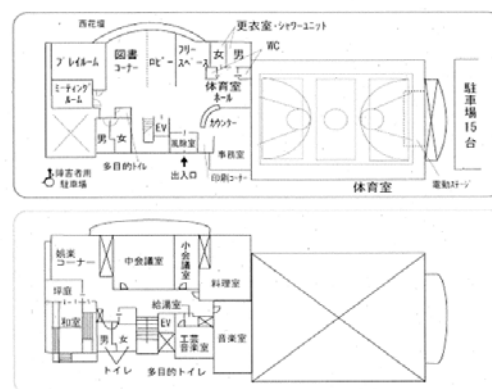 西花壇
更衣室・シャワーユニット
プレイルーム
図書
コーナー
ロビー
フリー
スペース
女
男
WC
ミーティング
ルーム
体育室
ホール
カウンター
男
女
EV
風除室
事務室
多目的トイレ
障害者用
駐車場
出入口
印刷コーナー
体育室
電動ステージ
駐車場15台
娯楽
コーナー
中会議室
小会議室
料理室
坪庭
和室
給湯室
男
女
EV
工芸
音楽室
音楽室
トイレ
多目的トイレ